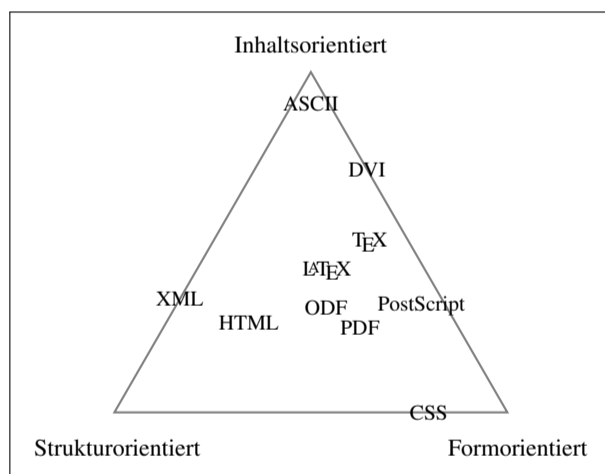 Inhaltsorientiert
ASCII
DVI
TEX
LATEX
XML
ODF
PostScript
HTML
PDF
CSS
Strukturorientiert
Formorientiert